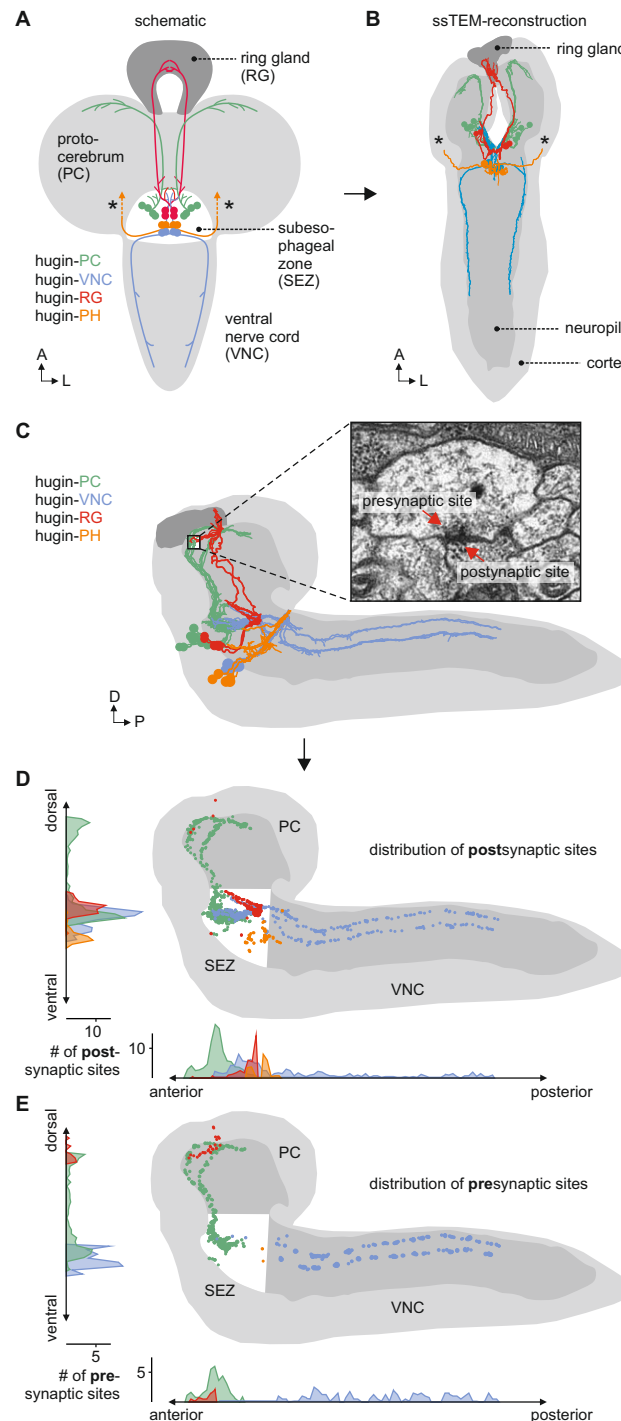 A
schematic
ring gland
(RG)
proto-
cerebrum
(PC)
*
*
subeso-
phageal
zone
(SEZ)
hugin-PC
hugin-VNC
hugin-RG
hugin-PH
ventral
nerve cord
(VNC)
A
L
B
ssTEM-reconstruction
ring gland
*
*
neuropil
corte
A
L
C
hugin-PC
hugin-VNC
hugin-RG
hugin-PH
presynaptic site
postynaptic site
D
P
D
dorsal
ventral
10
# of post-
synaptic sites
PC
distribution of postsynaptic sites
SEZ
VNC
10
anterior
posterior
E
dorsal
ventral
5
# of pre-
synaptic sites
PC
distribution of presynaptic sites
SEZ
VNC
5
anterior
posterior